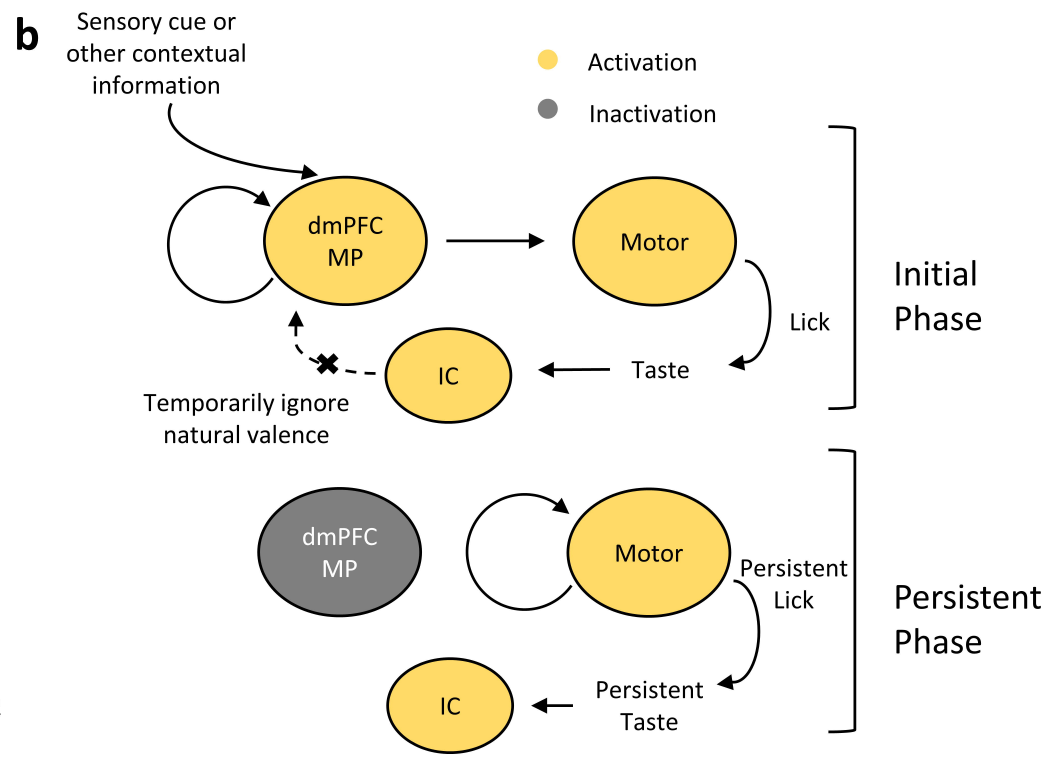 b
Sensory cue or
other contextual
information
Activation
Inactivation
dmPFC
MP
Motor
Initial
Phase
Lick
Taste
IC
Temporarily ignore
natural valence
dmPFC
MP
Motor
Persistent
Lick
Persistent
Phase
Persistent
Taste
IC